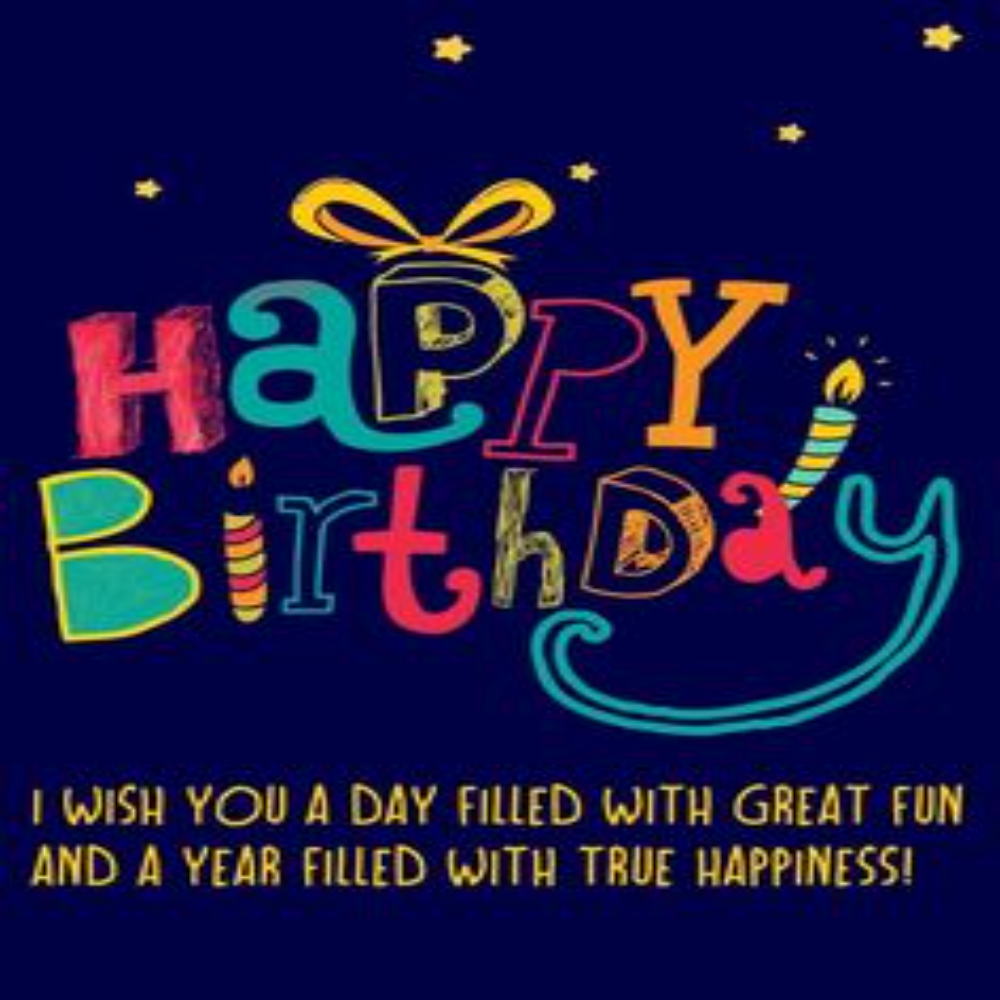 Happy
Birthday
I WISH YOU A DAY FILLED WITH GREAT FUN
AND A YEAR FILLED WITH TRUE HAPPINESS!